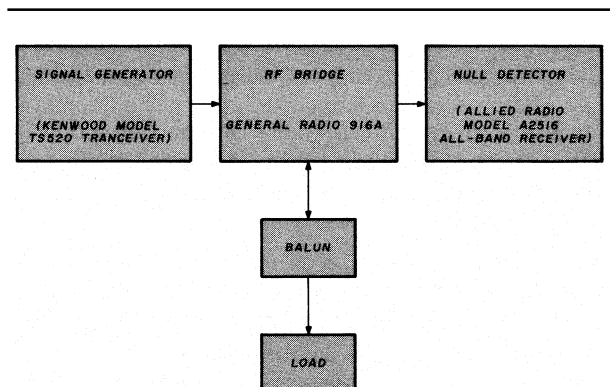 SIGNAL GENERATOR
(KENWOOD MODEL
TS520 TRANCEIVER)
RF BRIDGE
GENERAL RADIO 916A
NULL DETECTOR
(ALLIED RADIO
MODEL A2516
ALL-BAND RECEIVER)
BALUN
LOAD